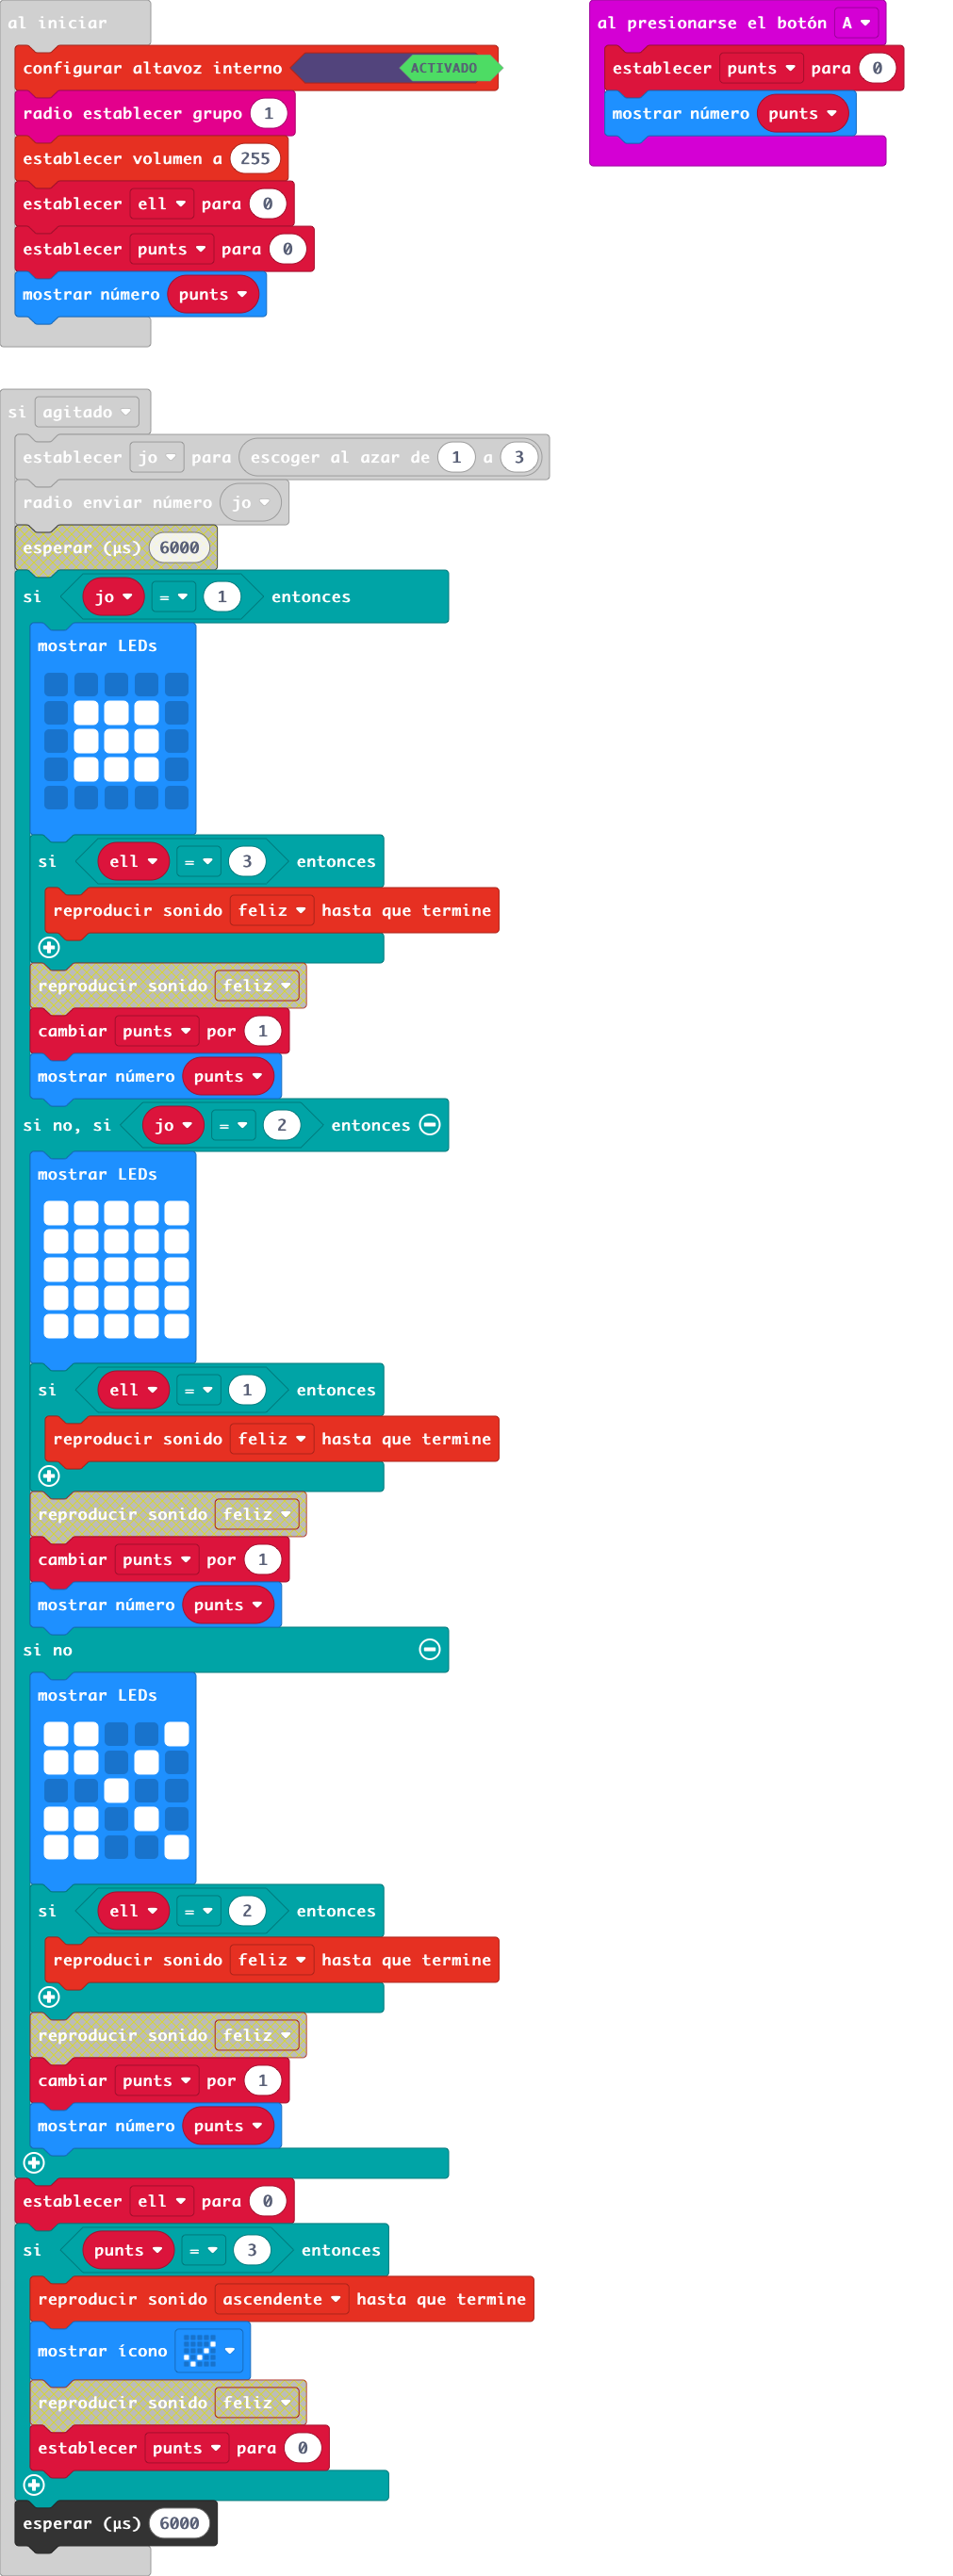 al iniciar
configurar altavoz interno ACTIVADO
radio establecer grupo 1
establecer volumen a 255
establecer ell para 0
establecer punts para 0
mostrar número punts
al presionarse el botón A
establecer punts para 0
mostrar número punts
si agitado
establecer jo para escoger al azar de 1 a 3
radio enviar número jo
esperar (µs) 6000
si jo = 1 entonces
mostrar LEDs
si ell = 3 entonces
reproducir sonido feliz hasta que termine
reproducir sonido feliz
cambiar punts por 1
mostrar número punts
si no, si jo = 2 entonces
mostrar LEDs
si ell = 1 entonces
reproducir sonido feliz hasta que termine
reproducir sonido feliz
cambiar punts por 1
mostrar número punts
si no
mostrar LEDs
si ell = 2 entonces
reproducir sonido feliz hasta que termine
reproducir sonido feliz
cambiar punts por 1
mostrar número punts
establecer ell para 0
si punts = 3 entonces
reproducir sonido ascendente hasta que termine
mostrar ícono
reproducir sonido feliz
establecer punts para 0
esperar (µs) 6000